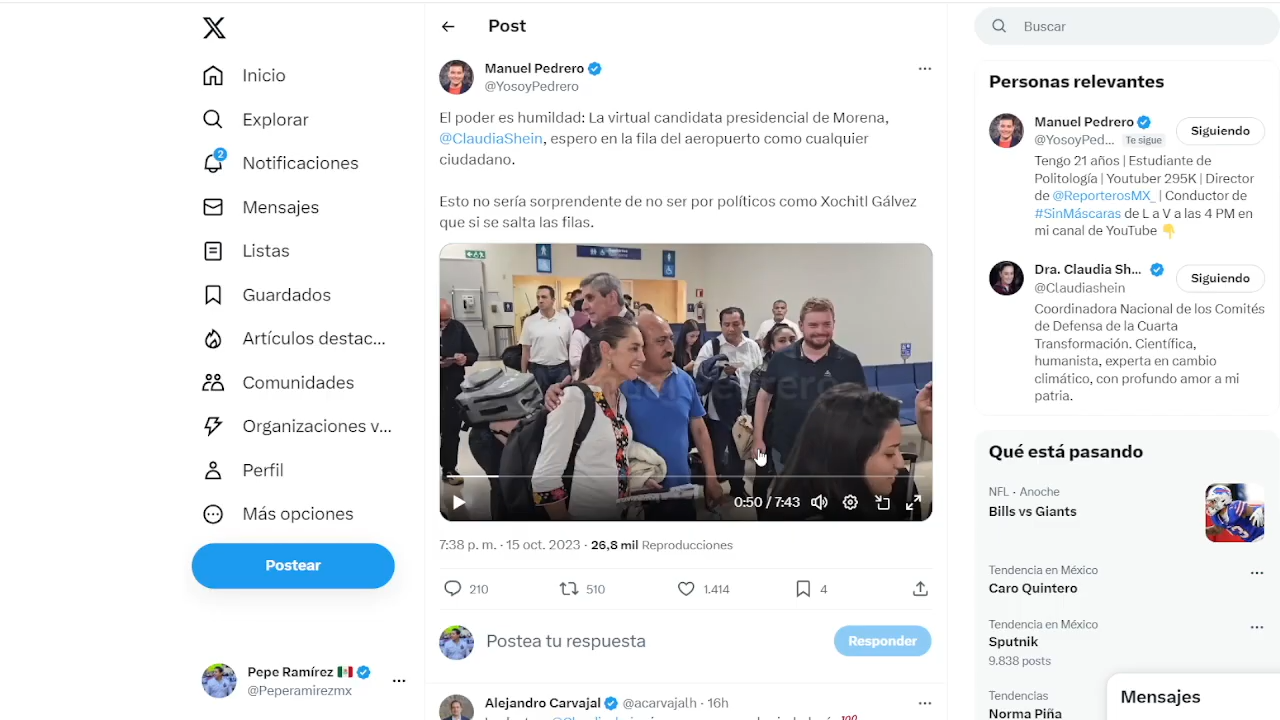 Inicio
Explorar
2
Notificaciones
Mensajes
Listas
Guardados
Artículos destac...
Comunidades
Organizaciones v...
Perfil
Más opciones
Postear
Pepe Ramírez 🇲🇽
@Peperamirezmx
Post
Manuel Pedrero
@YosoyPedrero
El poder es humildad: La virtual candidata presidencial de Morena,
@ClaudiaShein, espero en la fila del aeropuerto como cualquier
ciudadano.
Esto no sería sorprendente de no ser por políticos como Xochitl Gálvez
que si se salta las filas.
Pedrero
0:50 / 7:43
7:38 p. m. · 15 oct. 2023 · 26,8 mil Reproducciones
210
510
1.414
4
Postea tu respuesta
Responder
Alejandro Carvajal @acarvajalh · 16h
Buscar
Personas relevantes
Manuel Pedrero
@YosoyPed... Te sigue
Siguiendo
Tengo 21 años | Estudiante de
Politología | Youtuber 295K | Director
de @ReporterosMX_ | Conductor de
#SinMáscaras de L a V a las 4 PM en
mi canal de YouTube 👇
Dra. Claudia Sh...
@Claudiashein
Siguiendo
Coordinadora Nacional de los Comités
de Defensa de la Cuarta
Transformación. Científica,
humanista, experta en cambio
climático, con profundo amor a mi
patria.
Qué está pasando
NFL · Anoche
Bills vs Giants
Tendencia en México
Caro Quintero
Tendencia en México
Sputnik
9.838 posts
Tendencias
Norma Piña
Mensajes